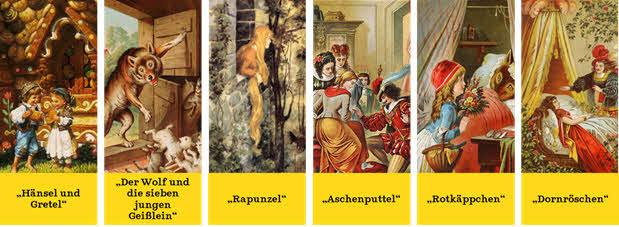 „Hänsel und
Gretel“
„Der Wolf und
die sieben
jungen
Geißlein“
„Rapunzel“
„Aschenputtel“
„Rotkäppchen“
„Dornröschen“